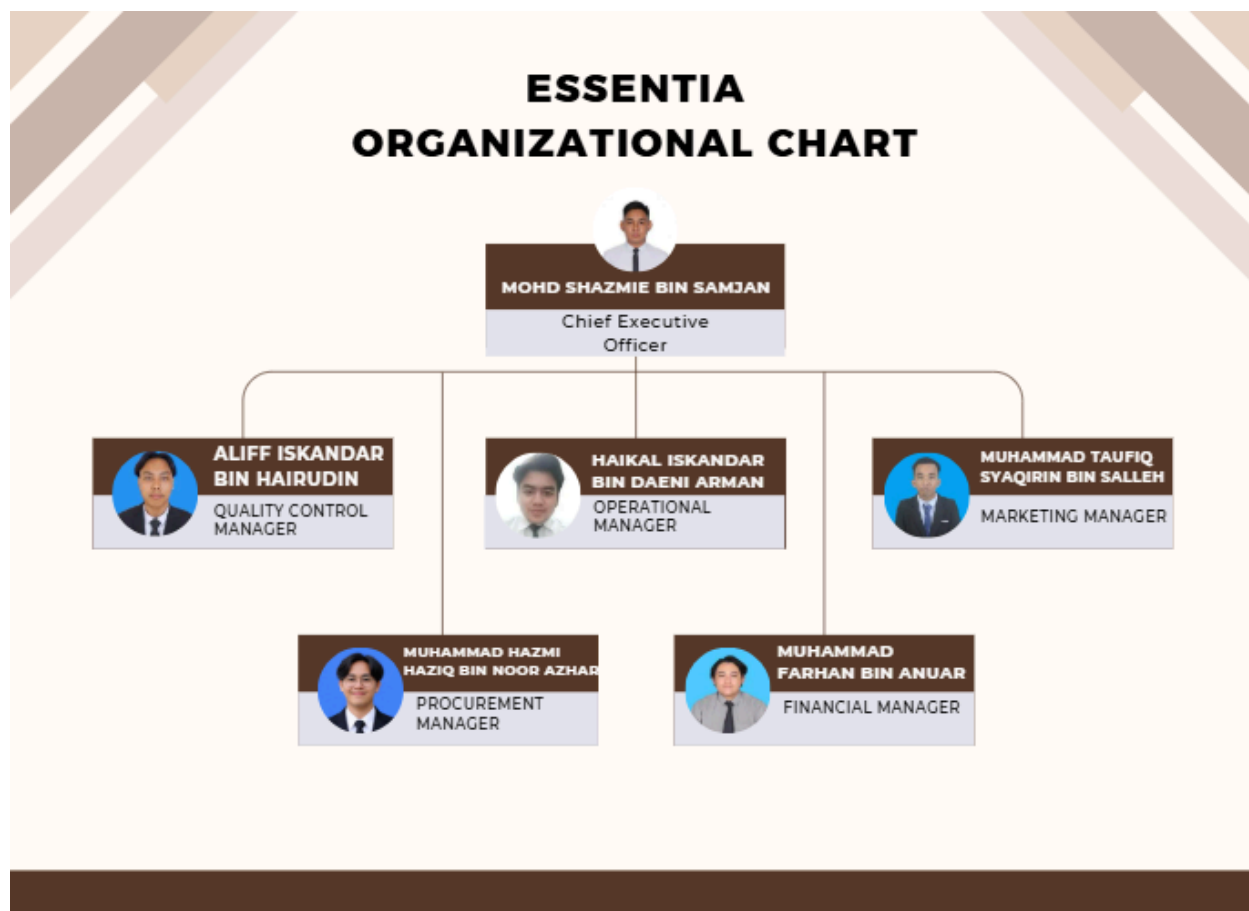 ESSENTIA
ORGANIZATIONAL CHART
MOHD SHAZMIE BIN SAMJAN
Chief Executive
Officer
ALIFF ISKANDAR
BIN HAIRUDIN
QUALITY CONTROL
MANAGER
HAIKAL ISKANDAR
BIN DAENI ARMAN
OPERATIONAL
MANAGER
MUHAMMAD TAUFIQ
SYAQIRIN BIN SALLEH
MARKETING MANAGER
MUHAMMAD HAZMI
HAZIQ BIN NOOR AZHAR
PROCUREMENT
MANAGER
MUHAMMAD
FARHAN BIN ANUAR
FINANCIAL MANAGER